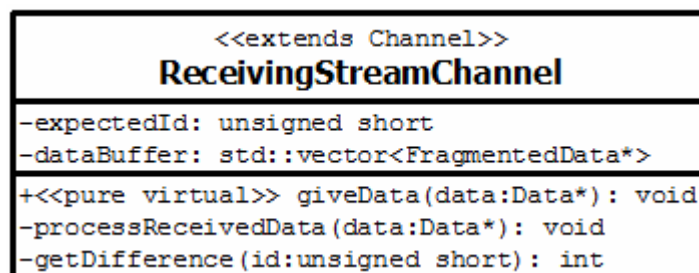 <<extends Channel>>
ReceivingStreamChannel
-expectedId: unsigned short
-dataBuffer: std::vector<FragmentedData*>
+<<pure virtual>> giveData(data:Data*): void
-processReceivedData(data:Data*): void
-getDifference(id:unsigned short): int